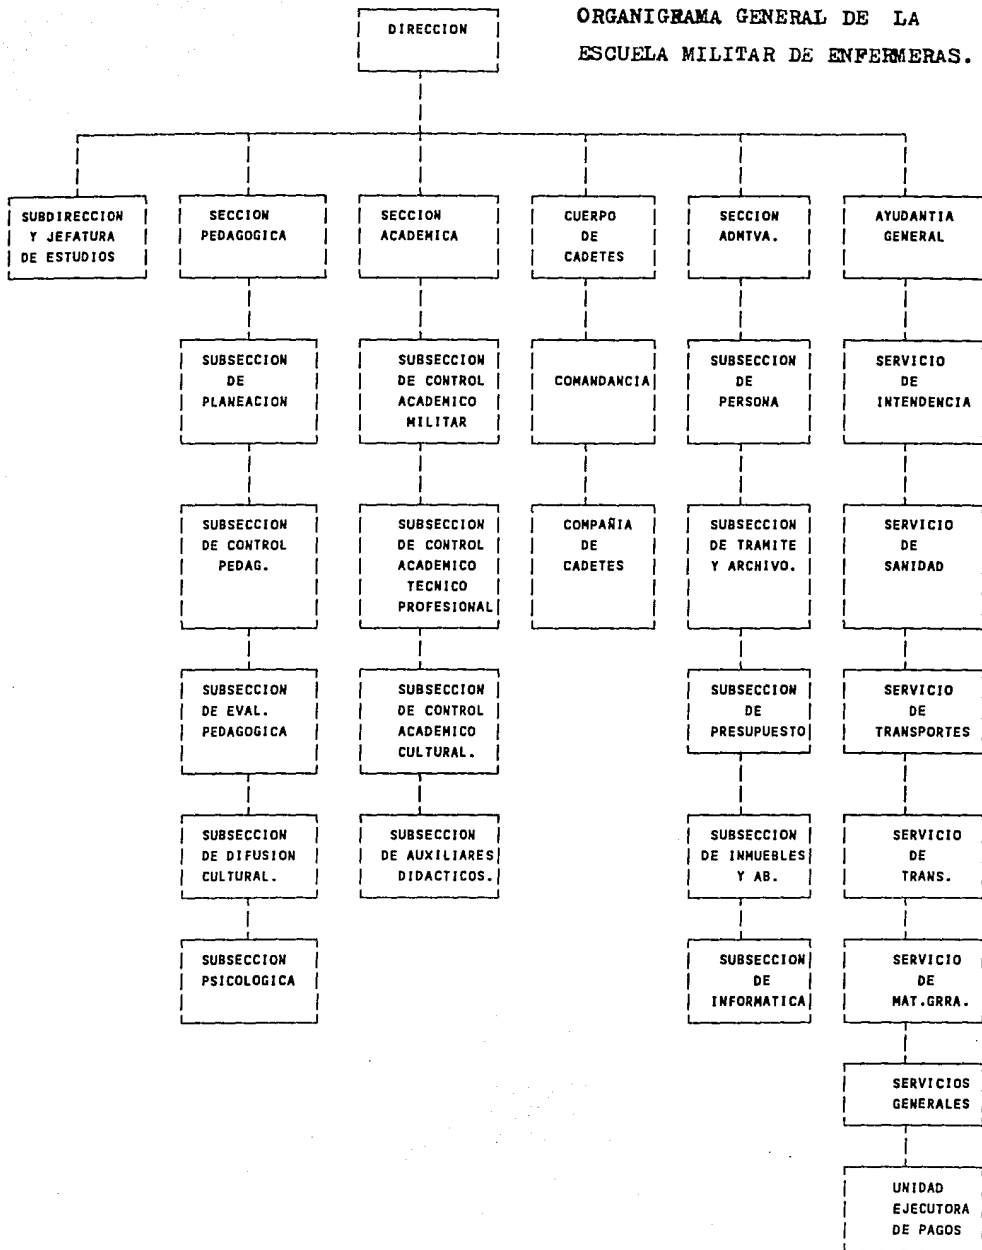 ORGANIGRAMA GENERAL DE LA
ESCUELA MILITAR DE ENFERMERAS.
DIRECCION
SUBDIRECCION
Y JEFATURA
DE ESTUDIOS
SECCION
PEDAGOGICA
SECCION
ACADEMICA
CUERPO
DE
CADETES
SECCION
ADMTVA.
AYUDANTIA
GENERAL
SUBSECCION
DE
PLANEACION
SUBSECCION
DE CONTROL
ACADEMICO
MILITAR
COMANDANCIA
SUBSECCION
DE
PERSONA
SERVICIO
DE
INTENDENCIA
SUBSECCION
DE CONTROL
PEDAG.
SUBSECCION
DE CONTROL
ACADEMICO
TECNICO
PROFESIONAL
COMPAÑIA
DE
CADETES
SUBSECCION
DE TRAMITE
Y ARCHIVO.
SERVICIO
DE
SANIDAD
SUBSECCION
DE EVAL.
PEDAGOGICA
SUBSECCION
DE CONTROL
ACADEMICO
CULTURAL.
SUBSECCION
DE
PRESUPUESTO
SERVICIO
DE
TRANSPORTES
SUBSECCION
DE DIFUSION
CULTURAL.
SUBSECCION
DE AUXILIARES
DIDACTICOS.
SUBSECCION
DE INMUEBLES
Y AB.
SERVICIO
DE
TRANS.
SUBSECCION
PSICOLOGICA
SUBSECCION
DE
INFORMATICA
SERVICIO
DE
MAT.GRRA.
SERVICIOS
GENERALES
UNIDAD
EJECUTORA
DE PAGOS